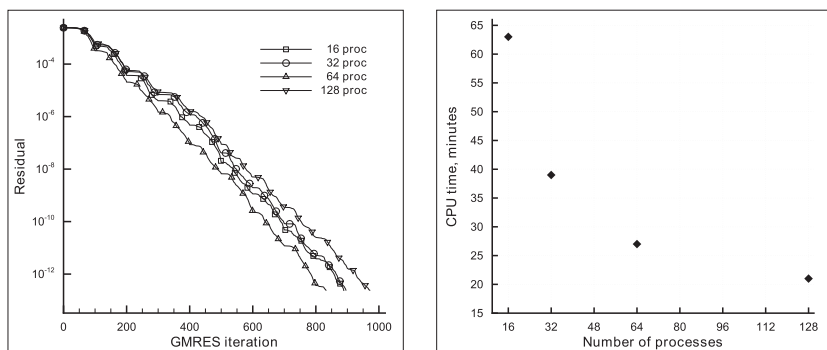 10⁻⁴
10⁻⁶
10⁻⁸
10⁻¹⁰
10⁻¹²
Residual
16 proc
32 proc
64 proc
128 proc
0 200 400 600 800 1000
GMRES iteration
65
60
55
50
45
40
35
30
25
20
15
CPU time, minutes
16 32 48 64 80 96 112 128
Number of processes